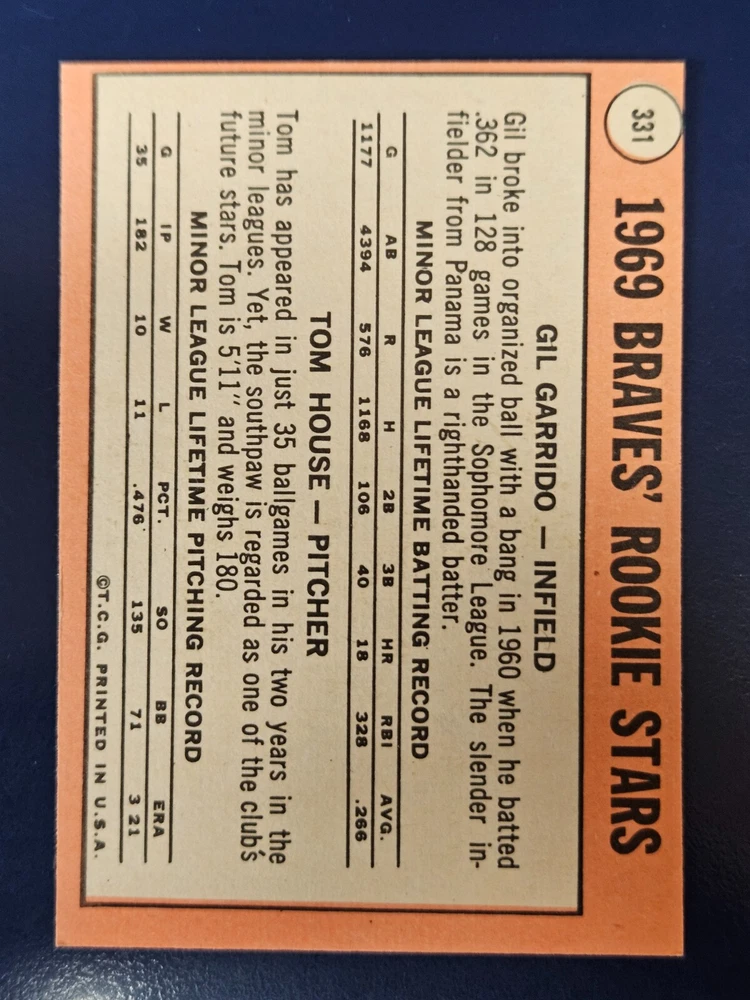 331
1969 BRAVES' ROOKIE STARS
GIL GARRIDO — INFIELD
Gil broke into organized ball with a bang in 1960 when he batted
.362 in 128 games in the Sophomore League. The slender in-
fielder from Panama is a righthanded batter.
MINOR LEAGUE LIFETIME BATTING RECORD
G AB R H 2B 3B HR RBI AVG.
1177 4394 576 1168 106 40 18 328 .266
TOM HOUSE — PITCHER
Tom has appeared in just 35 ballgames in his two years in the
minor leagues. Yet, the southpaw is regarded as one of the club's
future stars. Tom is 5'11" and weighs 180.
MINOR LEAGUE LIFETIME PITCHING RECORD
G IP W L PCT. SO BB ERA
35 182 10 11 .476 135 71 3 21
©T.C.G. PRINTED IN U.S.A.